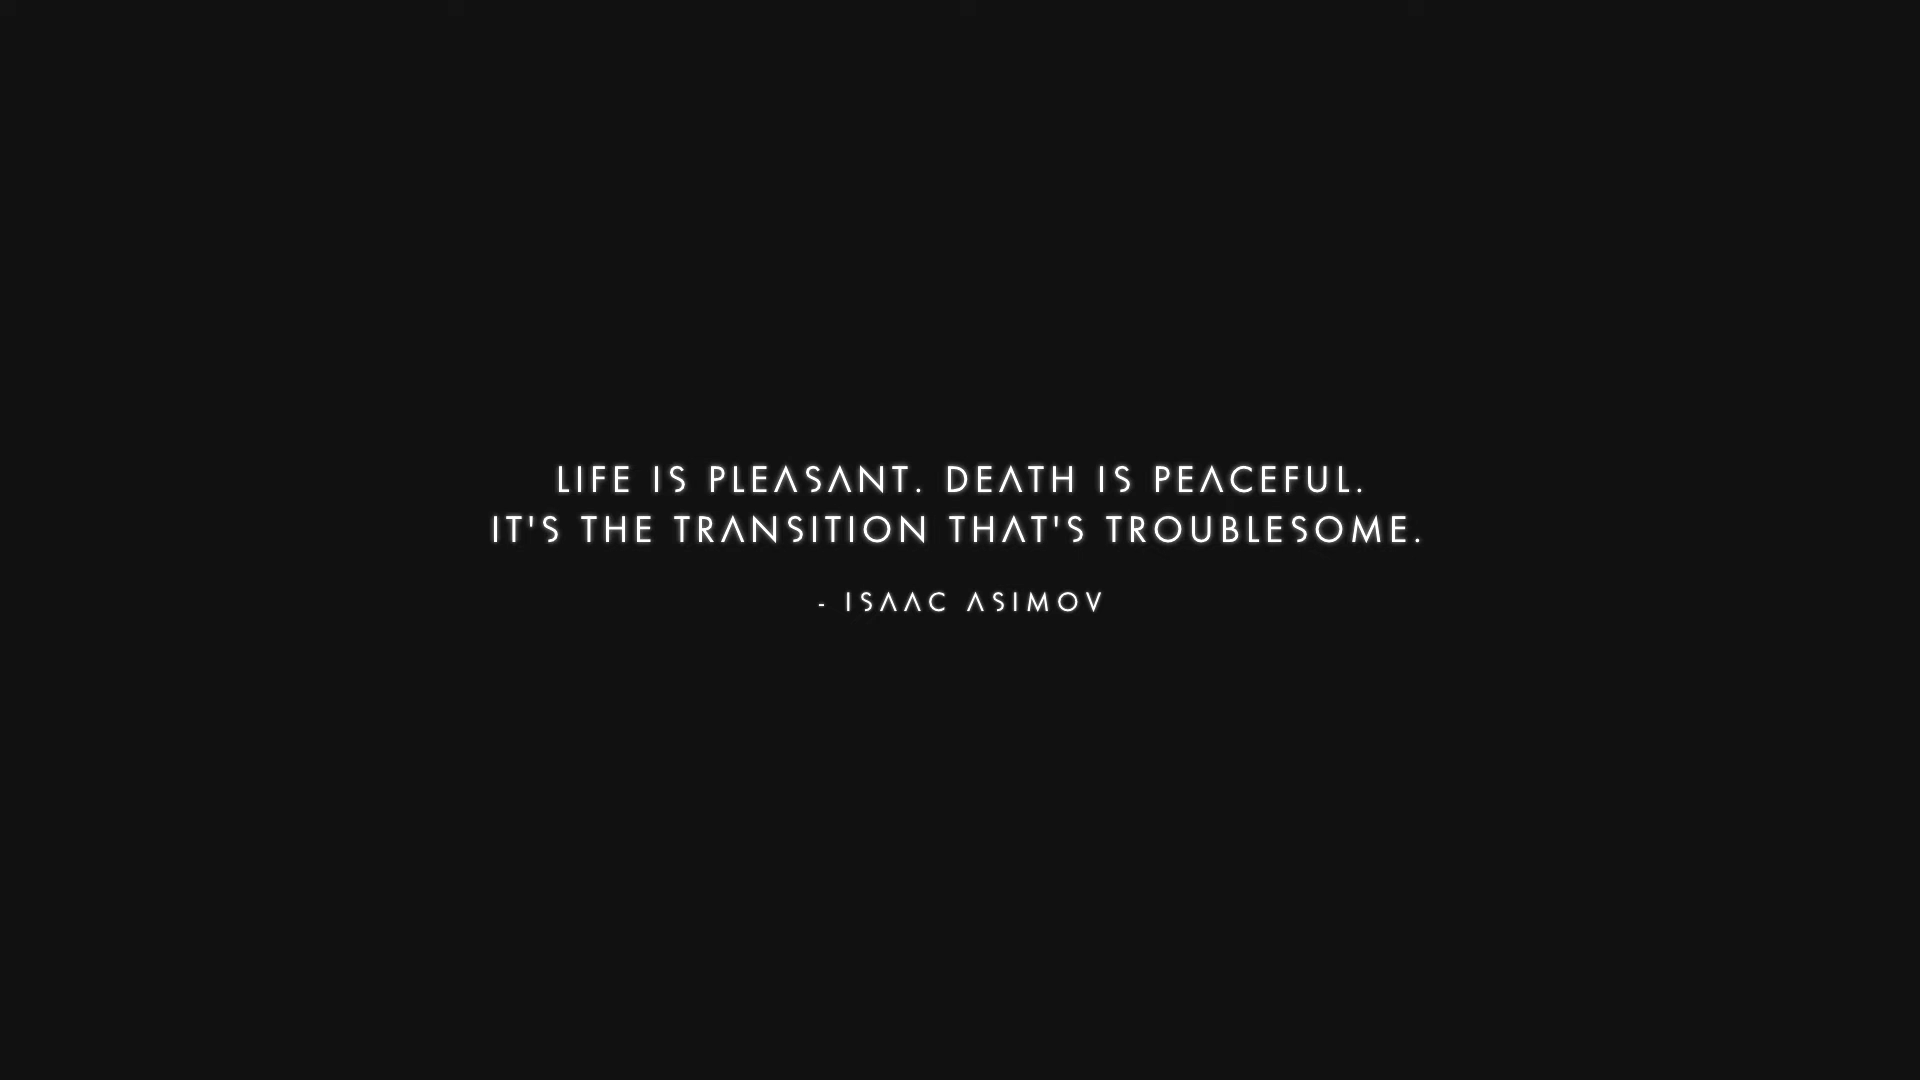 LIFE IS PLEASANT. DEATH IS PEACEFUL.
IT'S THE TRANSITION THAT'S TROUBLESOME.
- ISAAC ASIMOV